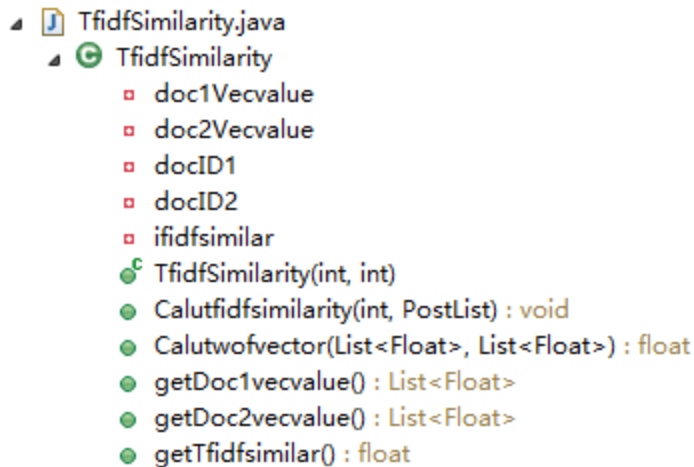 TfidfSimilarity.java
TfidfSimilarity
doc1Vecvalue
doc2Vecvalue
docID1
docID2
ifidfsimilar
TfidfSimilarity(int, int)
Calutfidfsimilarity(int, PostList) : void
Calutwofvector(List<Float>, List<Float>) : float
getDoc1vecvalue() : List<Float>
getDoc2vecvalue() : List<Float>
getTfidfsimilar() : float